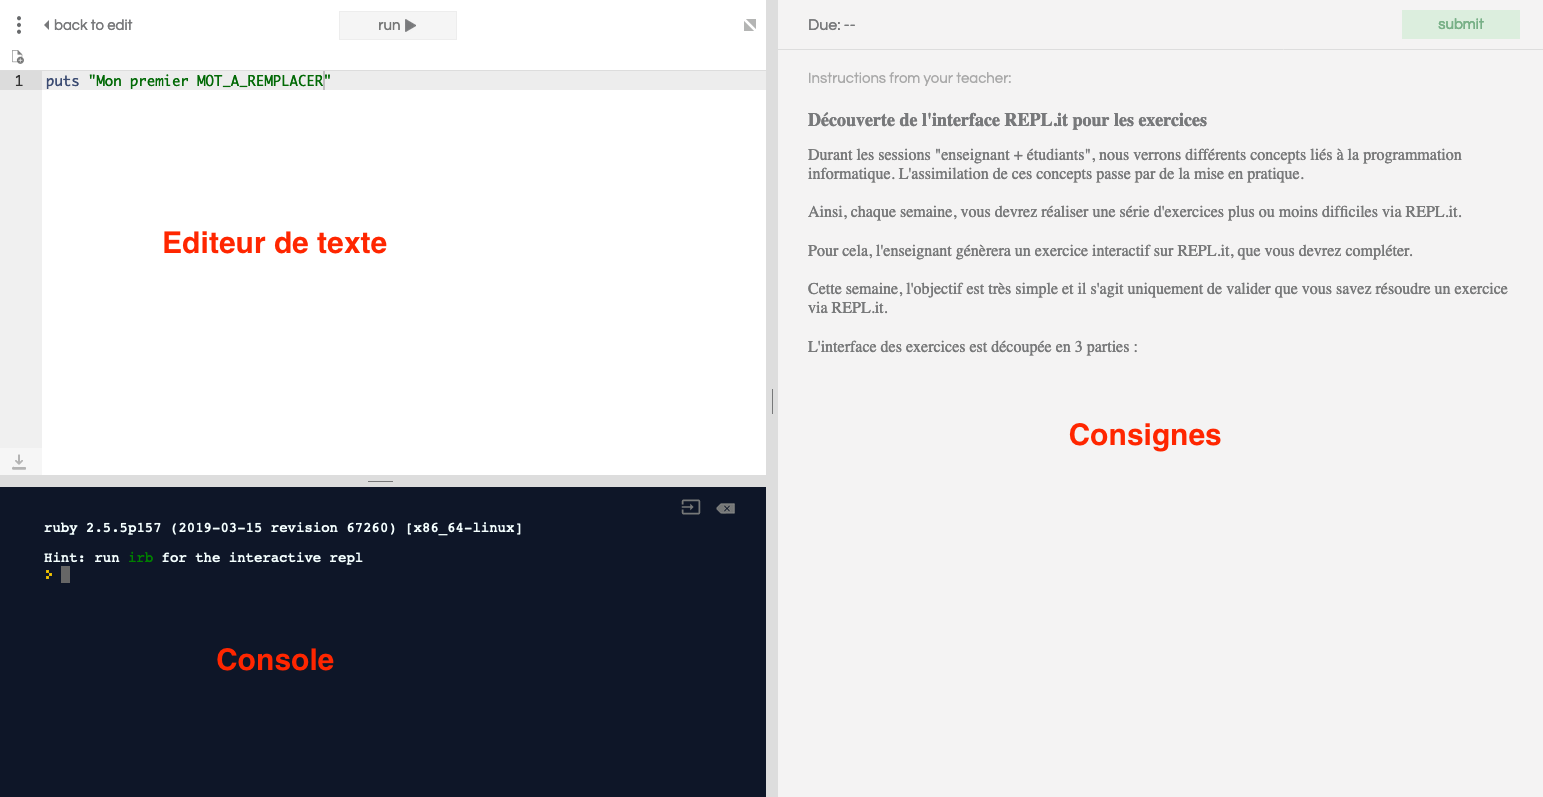 back to edit
run
1 puts "Mon premier MOT_A_REMPLACER"
Editeur de texte
ruby 2.5.5p157 (2019-03-15 revision 67260) [x86_64-linux]
Hint: run irb for the interactive repl
>
Console
Due: --
submit
Instructions from your teacher:
Découverte de l'interface REPL.it pour les exercices
Durant les sessions "enseignant + étudiants", nous verrons différents concepts liés à la programmation
informatique. L'assimilation de ces concepts passe par de la mise en pratique.
Ainsi, chaque semaine, vous devrez réaliser une série d'exercices plus ou moins difficiles via REPL.it.
Pour cela, l'enseignant génèrera un exercice interactif sur REPL.it, que vous devrez compléter.
Cette semaine, l'objectif est très simple et il s'agit uniquement de valider que vous savez résoudre un exercice
via REPL.it.
L'interface des exercices est découpée en 3 parties :
Consignes